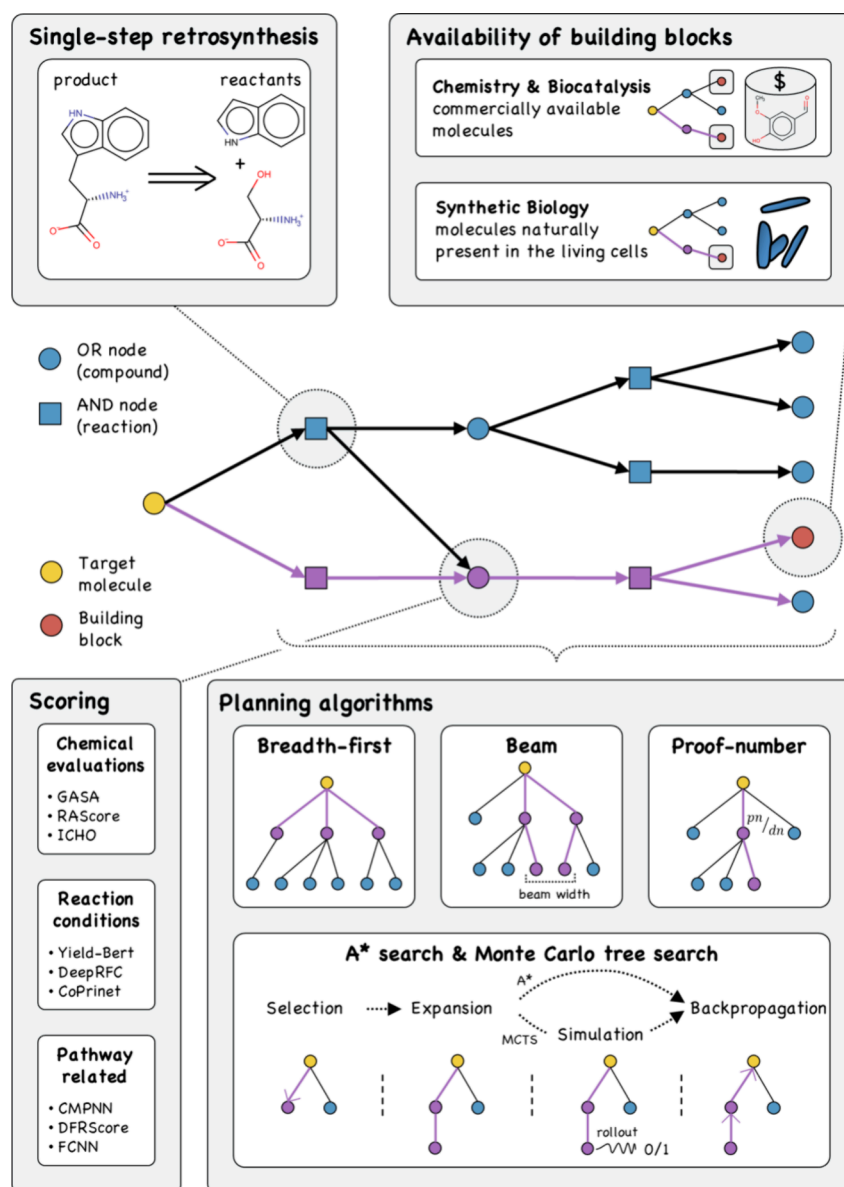 Single-step retrosynthesis
product
reactants
HN
NH₃⁺
O⁻
O
HN
+
OH
NH₃⁺
O⁻
O
Availability of building blocks
Chemistry & Biocatalysis
commercially available
molecules
$
CH₃
O
O
HO
Synthetic Biology
molecules naturally
present in the living cells
OR node
(compound)
AND node
(reaction)
Target
molecule
Building
block
Scoring
Chemical
evaluations
• GASA
• RAScore
• ICHO
Reaction
conditions
• Yield-Bert
• DeepRFC
• CoPrinet
Pathway
related
• CMPNN
• DFRScore
• FCNN
Planning algorithms
Breadth-first
Beam
beam width
Proof-number
pn/dn
A* search & Monte Carlo tree search
Selection
Expansion
A*
MCTS
Simulation
Backpropagation
rollout
0/1